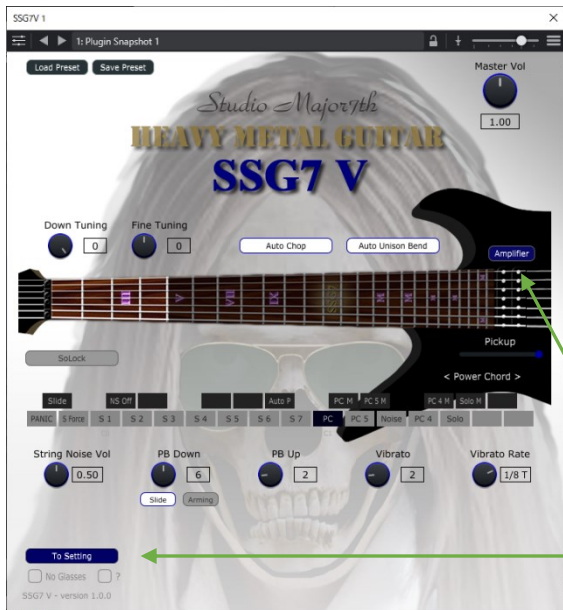 SSG7V 1
1: Plugin Snapshot 1
Load Preset Save Preset
Master Vol
1.00
Studio Major7th
HEAVY METAL GUITAR
SSG7 V
Down Tuning 0 Fine Tuning 0
Auto Chop Auto Unison Bend
Amplifier
III V VII IX SSG7 M M
Pickup
SoLock
< Power Chord >
Slide NS Off Auto P PC M PC 5 M PC 4 M Solo M
PANIC S Force S 1 S 2 S 3 S 4 S 5 S 6 S 7 PC PC 5 Noise PC 4 Solo
String Noise Vol PB Down PB Up Vibrato Vibrato Rate
0.50 6 2 2 1/8 T
Slide Arming
To Setting
No Glasses ?
SSG7 V - version 1.0.0